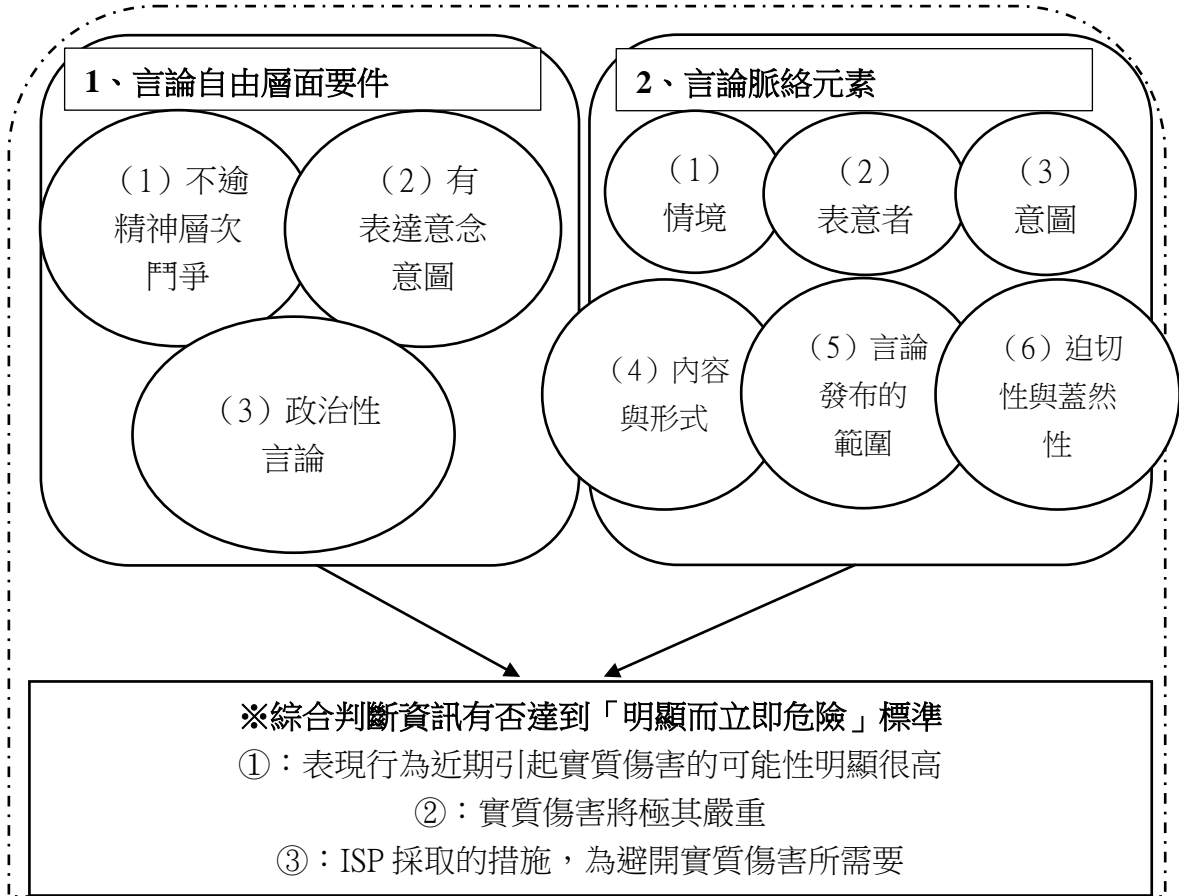 1、言論自由層面要件
（1）不逾
精神層次
鬥爭
（2）有
表達意念
意圖
（3）政治性
言論
2、言論脈絡元素
（1）
情境
（2）
表意者
（3）
意圖
（4）內容
與形式
（5）言論
發布的
範圍
（6）迫切
性與蓋然
性
※綜合判斷資訊有否達到「明顯而立即危險」標準
①：表現行為近期引起實質傷害的可能性明顯很高
②：實質傷害將極其嚴重
③：ISP 採取的措施，為避開實質傷害所需要